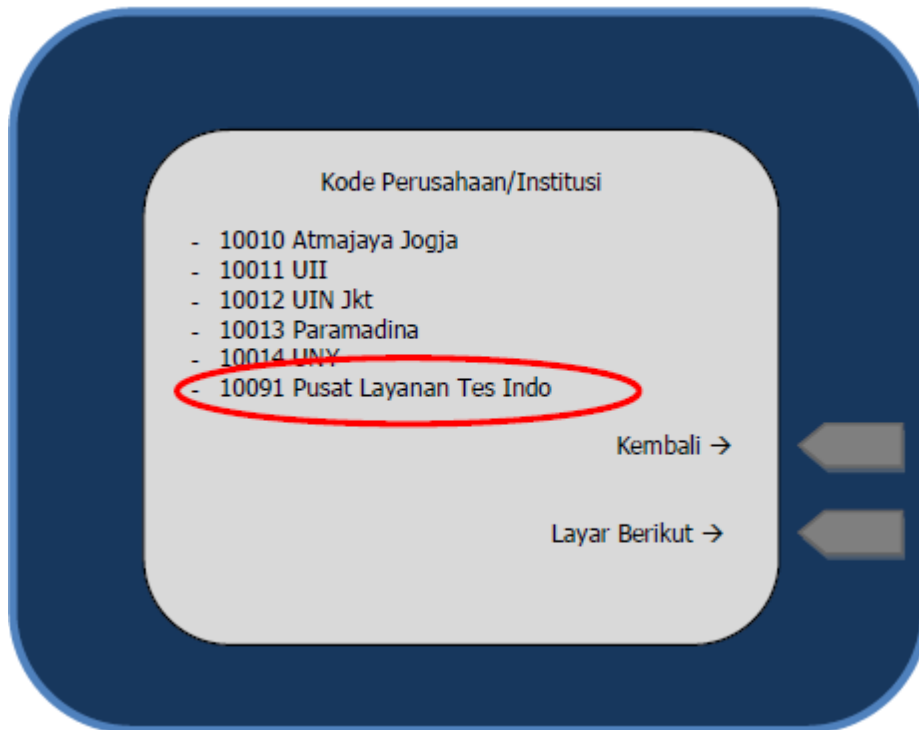 Kode Perusahaan/Institusi
- 10010 Atmajaya Jogja
- 10011 UII
- 10012 UIN Jkt
- 10013 Paramadina
- 10014 UNY
- 10091 Pusat Layanan Tes Indo
Kembali →
Layar Berikut →